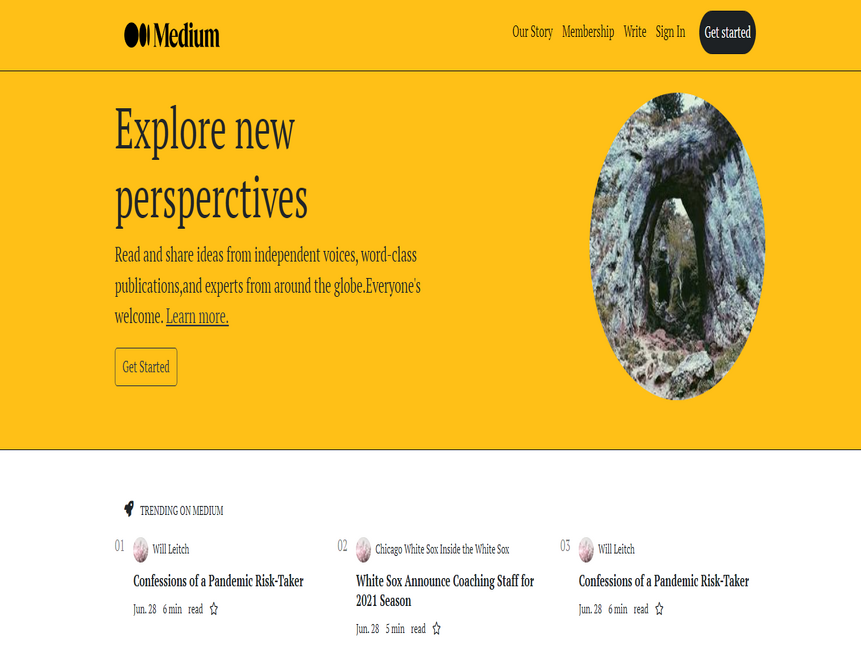 Medium
Our Story Membership Write Sign In Get started
Explore new
persperctives
Read and share ideas from independent voices, word-class
publications,and experts from around the globe.Everyone's
welcome. Learn more.
Get Started
TRENDING ON MEDIUM
01 Will Leitch
Confessions of a Pandemic Risk-Taker
Jun. 28 6 min read
02 Chicago White Sox Inside the White Sox
White Sox Announce Coaching Staff for
2021 Season
Jun. 28 5 min read
03 Will Leitch
Confessions of a Pandemic Risk-Taker
Jun. 28 6 min read